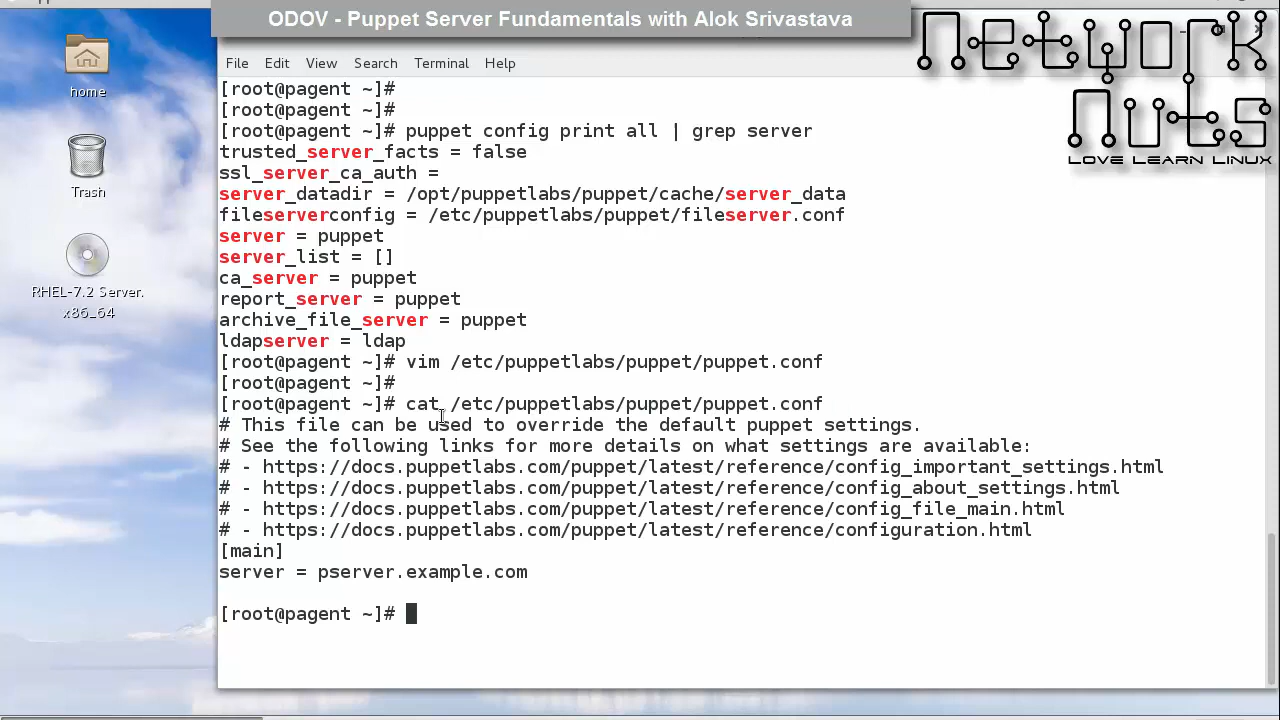 ODOV - Puppet Server Fundamentals with Alok Srivastava
Network
Nuts
LOVE LEARN LINUX
home
Trash
RHEL-7.2 Server.
x86_64
File Edit View Search Terminal Help
[root@pagent ~]#
[root@pagent ~]#
[root@pagent ~]# puppet config print all | grep server
trusted_server_facts = false
ssl_server_ca_auth =
server_datadir = /opt/puppetlabs/puppet/cache/server_data
fileserverconfig = /etc/puppetlabs/puppet/fileserver.conf
server = puppet
server_list = []
ca_server = puppet
report_server = puppet
archive_file_server = puppet
ldapserver = ldap
[root@pagent ~]# vim /etc/puppetlabs/puppet/puppet.conf
[root@pagent ~]#
[root@pagent ~]# cat /etc/puppetlabs/puppet/puppet.conf
# This file can be used to override the default puppet settings.
# See the following links for more details on what settings are available:
# - https://docs.puppetlabs.com/puppet/latest/reference/config_important_settings.html
# - https://docs.puppetlabs.com/puppet/latest/reference/config_about_settings.html
# - https://docs.puppetlabs.com/puppet/latest/reference/config_file_main.html
# - https://docs.puppetlabs.com/puppet/latest/reference/configuration.html
[main]
server = pserver.example.com
[root@pagent ~]#